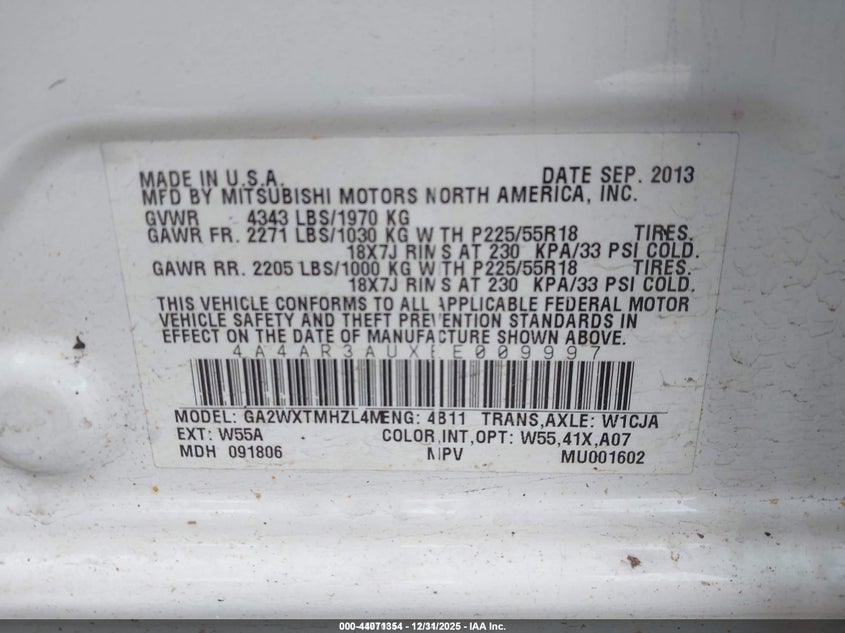 MADE IN U.S.A. DATE SEP. 2013
MFD BY MITSUBISHI MOTORS NORTH AMERICA, INC.
GVWR 4343 LBS/1970 KG
GAWR FR. 2271 LBS/1030 KG WITH P225/55R18 TIRES.
18X7J RIMS AT 230 KPA/33 PSI COLD.
GAWR RR. 2205 LBS/1000 KG WITH P225/55R18 TIRES.
18X7J RIMS AT 230 KPA/33 PSI COLD.
THIS VEHICLE CONFORMS TO ALL APPLICABLE FEDERAL MOTOR
VEHICLE SAFETY AND THEFT PREVENTION STANDARDS IN
EFFECT ON THE DATE OF MANUFACTURE SHOWN ABOVE.
4A4AR3AUXEE009997
MODEL: GA2WXTMHZL4M ENG: 4B11 TRANS,AXLE: W1CJA
EXT: W55A COLOR,INT,OPT: W55,41X,A07
MDH 091806 MPV MU001602
000-44071354 - 12/31/2025 - IAA Inc.